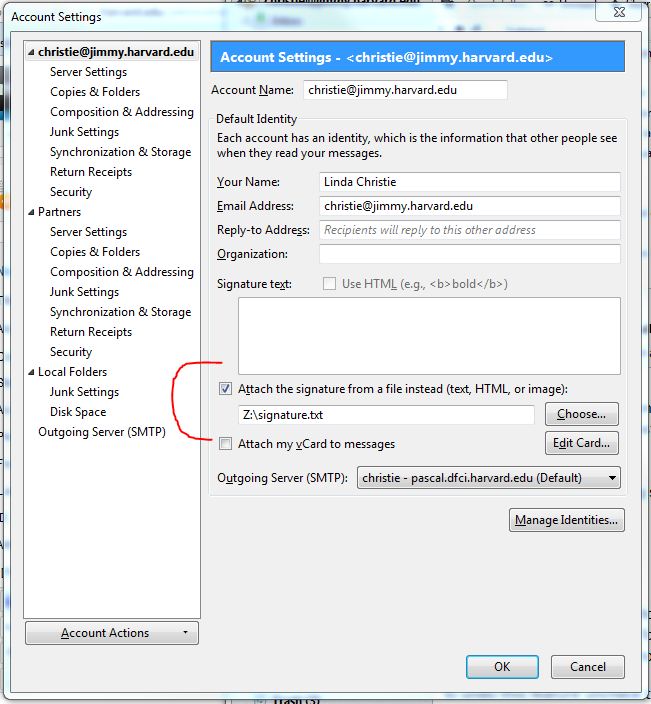 Account Settings
christie@jimmy.harvard.edu
Server Settings
Copies & Folders
Composition & Addressing
Junk Settings
Synchronization & Storage
Return Receipts
Security
Partners
Server Settings
Copies & Folders
Composition & Addressing
Junk Settings
Synchronization & Storage
Return Receipts
Security
Local Folders
Junk Settings
Disk Space
Outgoing Server (SMTP)
Account Actions
Account Settings - <christie@jimmy.harvard.edu>
Account Name: christie@jimmy.harvard.edu
Default Identity
Each account has an identity, which is the information that other people see
when they read your messages.
Your Name: Linda Christie
Email Address: christie@jimmy.harvard.edu
Reply-to Address: Recipients will reply to this other address
Organization:
Signature text: Use HTML (e.g., <b>bold</b>)
Attach the signature from a file instead (text, HTML, or image):
Z:\signature.txt Choose...
Attach my vCard to messages Edit Card...
Outgoing Server (SMTP): christie - pascal.dfci.harvard.edu (Default)
Manage Identities...
OK Cancel